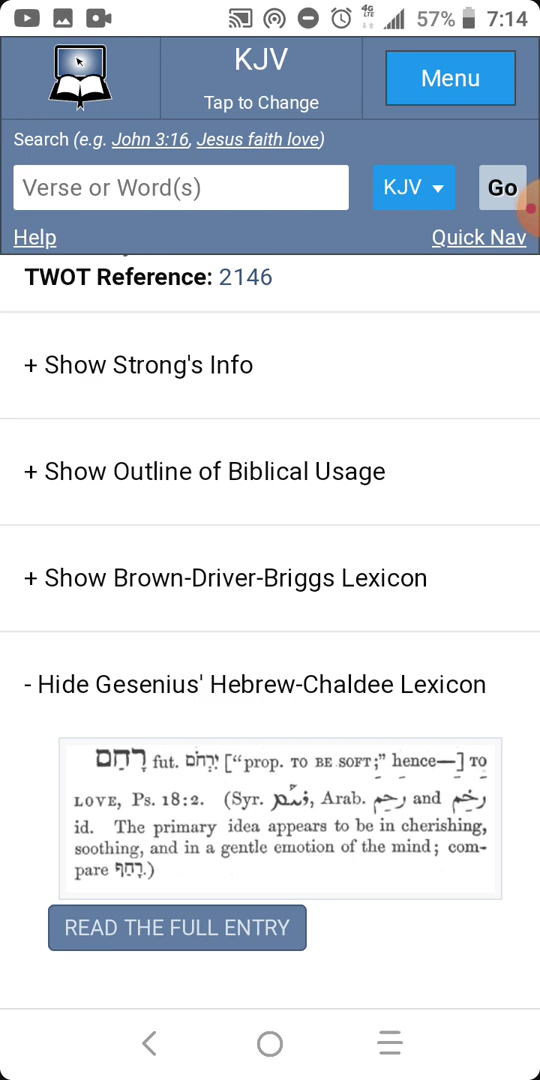 4G
LTE
57%
7:14
KJV
Tap to Change
Menu
Search (e.g. John 3:16, Jesus faith love)
Verse or Word(s)
KJV
Go
Help
Quick Nav
TWOT Reference: 2146
+ Show Strong's Info
+ Show Outline of Biblical Usage
+ Show Brown-Driver-Briggs Lexicon
- Hide Gesenius' Hebrew-Chaldee Lexicon
רָחַם fut. יִרְחֹם [“prop. TO BE SOFT;” hence—] TO
LOVE, Ps. 18:2. (Syr. Arab. رحم and رخم
id. The primary idea appears to be in cherishing,
soothing, and in a gentle emotion of the mind; com-
pare רָחַף.)
READ THE FULL ENTRY